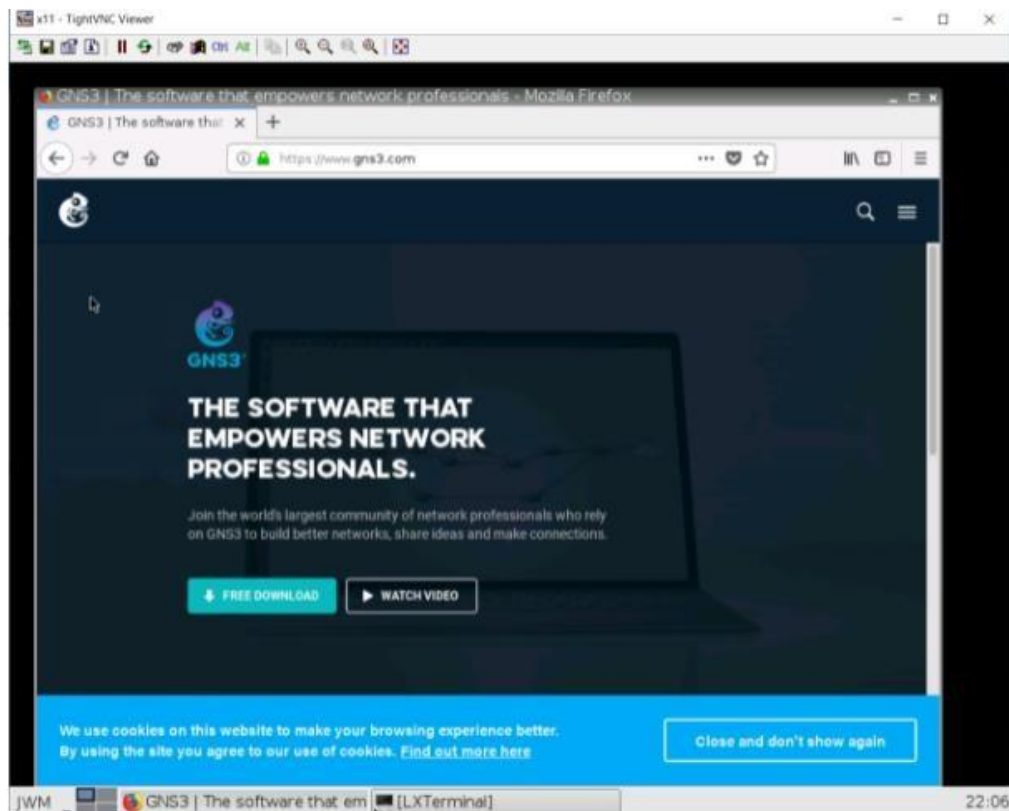 x11 - TightVNC Viewer
Ctrl Alt
GNS3 | The software that empowers network professionals - Mozilla Firefox
GNS3 | The software that
https://www.gns3.com
GNS3
THE SOFTWARE THAT
EMPOWERS NETWORK
PROFESSIONALS.
Join the world's largest community of network professionals who rely
on GNS3 to build better networks, share ideas and make connections.
FREE DOWNLOAD WATCH VIDEO
We use cookies on this website to make your browsing experience better.
By using the site you agree to our use of cookies. Find out more here
Close and don't show again
JWM GNS3 | The software that em [LXTerminal] 22:06